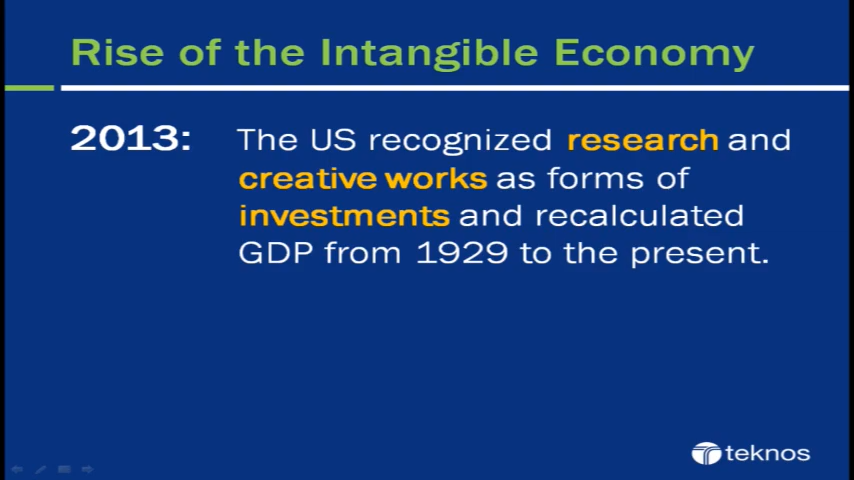 Rise of the Intangible Economy
2013: The US recognized research and
creative works as forms of
investments and recalculated
GDP from 1929 to the present.
teknos